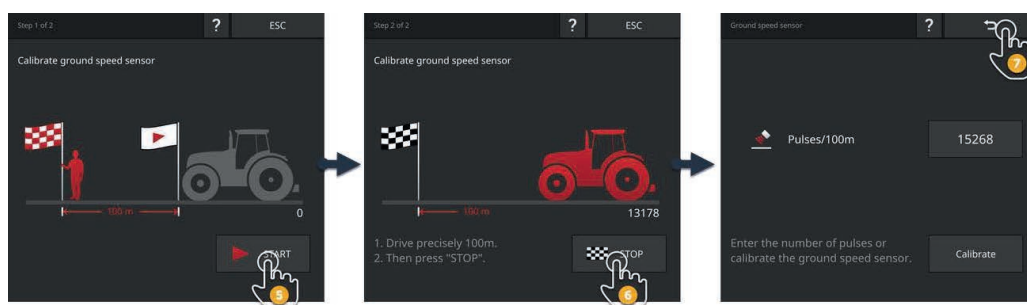 Step 1 of 2
?
ESC
Calibrate ground speed sensor
100 m
0
START
5
Step 2 of 2
?
ESC
Calibrate ground speed sensor
100 m
13178
1. Drive precisely 100m.
2. Then press "STOP".
STOP
6
Ground speed sensor
?
7
Pulses/100m
15268
Enter the number of pulses or
calibrate the ground speed sensor.
Calibrate